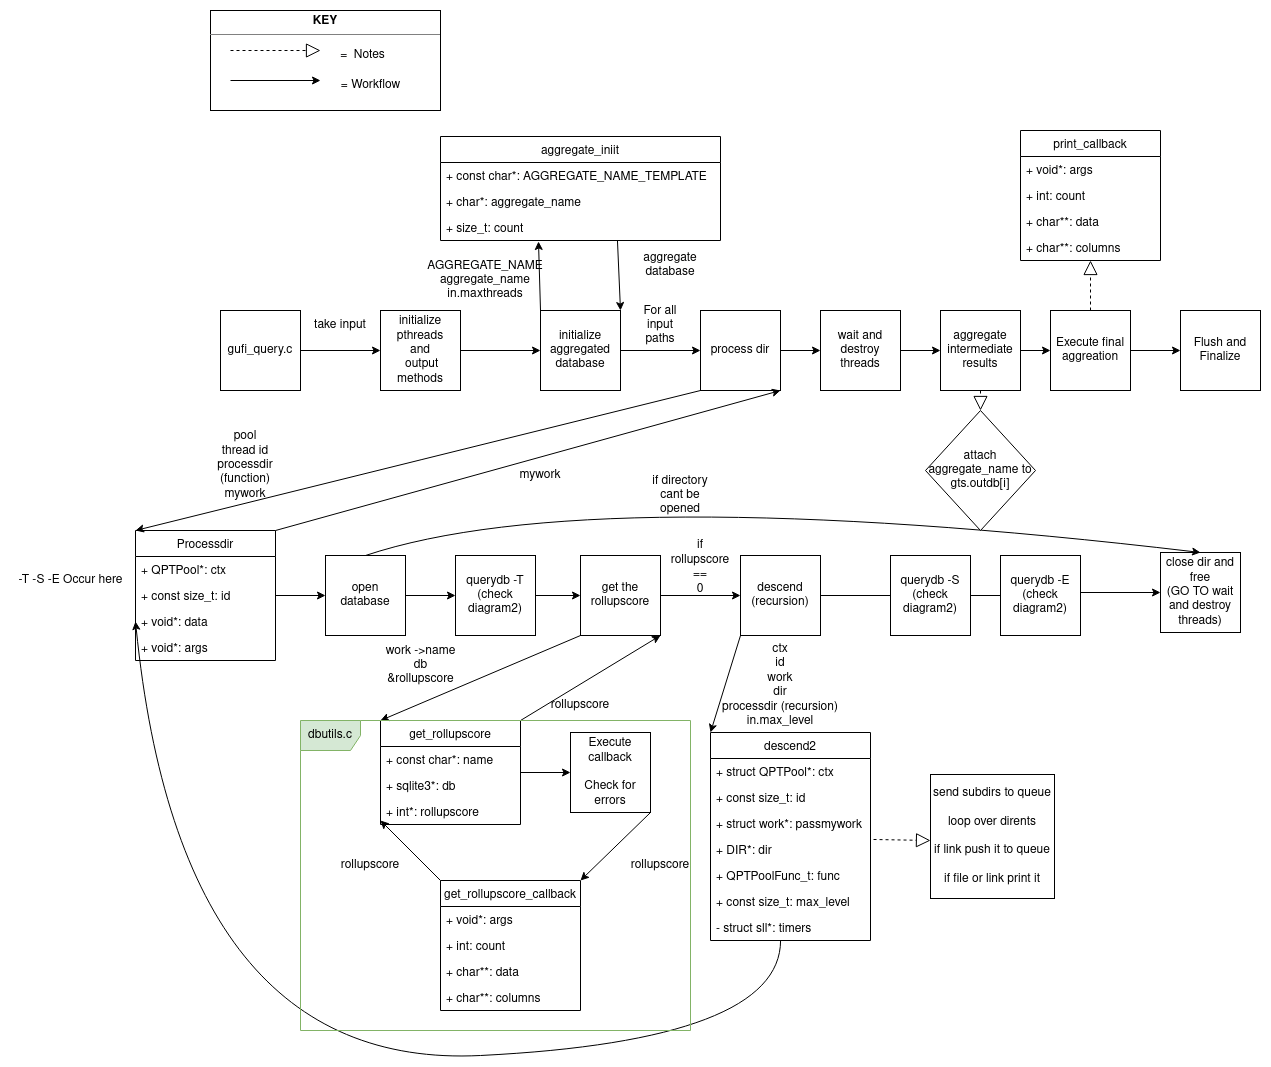 KEY
= Notes
= Workflow
aggregate_iniit
+ const char*: AGGREGATE_NAME_TEMPLATE
+ char*: aggregate_name
+ size_t: count
print_callback
+ void*: args
+ int: count
+ char**: data
+ char**: columns
AGGREGATE_NAME
aggregate_name
in.maxthreads
aggregate
database
gufi_query.c
take input
initialize
pthreads
and
output
methods
initialize
aggregated
database
For all
input
paths
process dir
wait and
destroy
threads
aggregate
intermediate
results
Execute final
aggreation
Flush and
Finalize
attach
aggregate_name to
gts.outdb[i]
pool
thread id
processdir
(function)
mywork
mywork
if directory
cant be
opened
-T -S -E Occur here
Processdir
+ QPTPool*: ctx
+ const size_t: id
+ void*: data
+ void*: args
open
database
querydb -T
(check
diagram2)
get the
rollupscore
if
rollupscore
==
0
descend
(recursion)
querydb -S
(check
diagram2)
querydb -E
(check
diagram2)
close dir and
free
(GO TO wait
and destroy
threads)
work ->name
db
&rollupscore
rollupscore
ctx
id
work
dir
processdir (recursion)
in.max_level
dbutils.c
get_rollupscore
+ const char*: name
+ sqlite3*: db
+ int*: rollupscore
Execute
callback
Check for
errors
rollupscore
rollupscore
get_rollupscore_callback
+ void*: args
+ int: count
+ char**: data
+ char**: columns
descend2
+ struct QPTPool*: ctx
+ const size_t: id
+ struct work*: passmywork
+ DIR*: dir
+ QPTPoolFunc_t: func
+ const size_t: max_level
- struct sll*: timers
send subdirs to queue
loop over dirents
if link push it to queue
if file or link print it